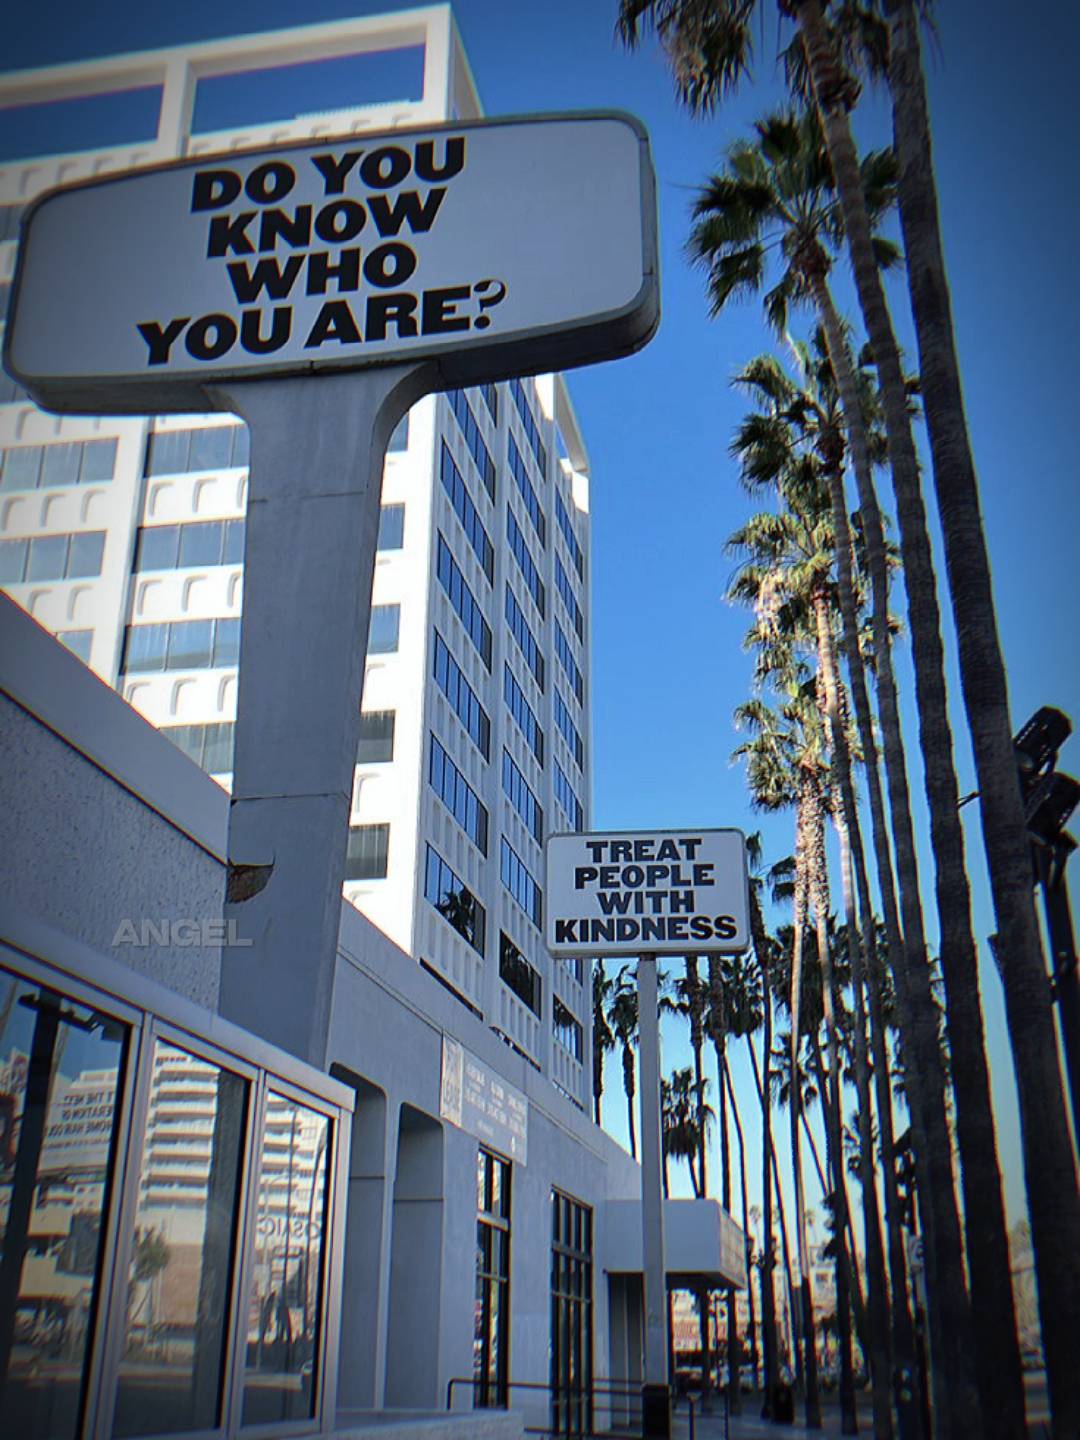 DO YOU
KNOW
WHO
YOU ARE?
TREAT
PEOPLE
WITH
KINDNESS
ANGEL